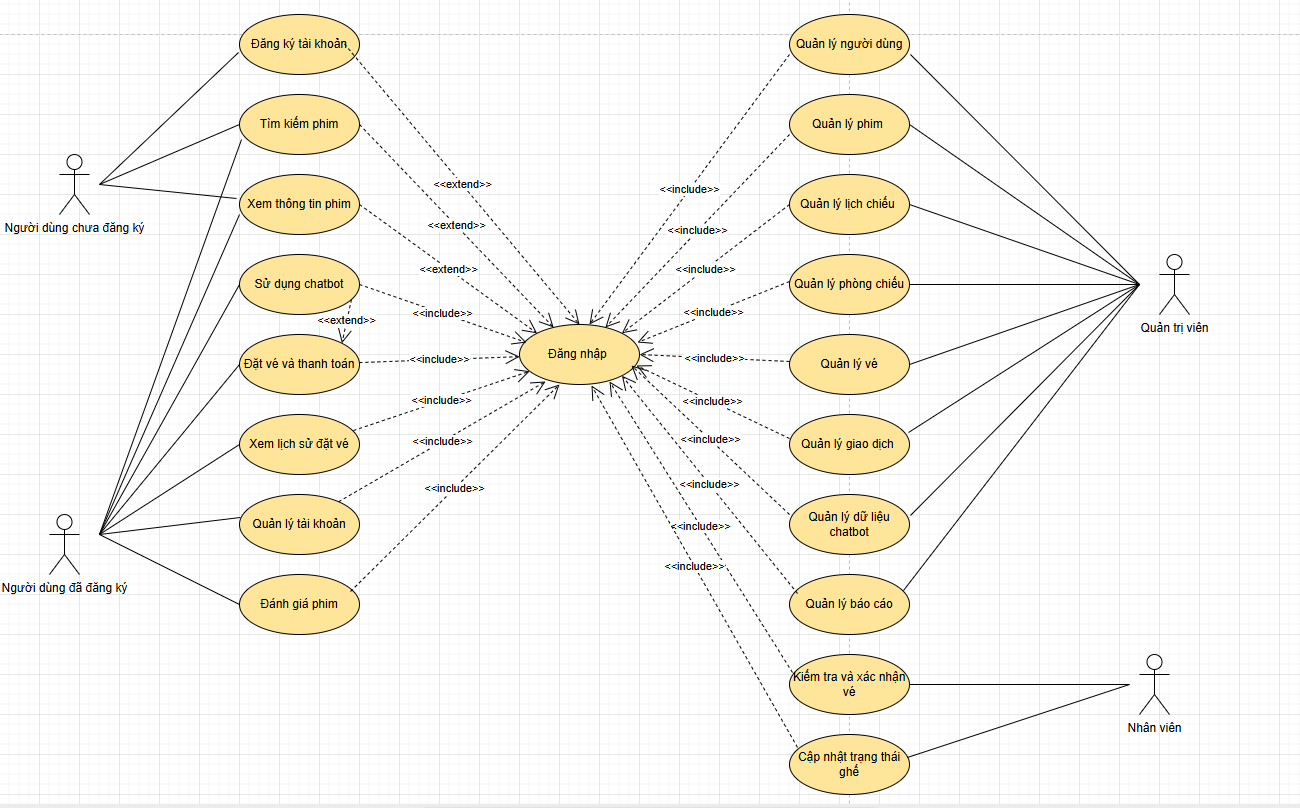 Đăng ký tài khoản
Tìm kiếm phim
Xem thông tin phim
Sử dụng chatbot
Đặt vé và thanh toán
Xem lịch sử đặt vé
Quản lý tài khoản
Đánh giá phim
Người dùng chưa đăng ký
Người dùng đã đăng ký
<<extend>>
<<extend>>
<<extend>>
<<include>>
<<extend>>
<<include>>
<<include>>
<<include>>
<<include>>
Đăng nhập
<<include>>
<<include>>
<<include>>
<<include>>
<<include>>
<<include>>
<<include>>
<<include>>
<<include>>
<<include>>
Quản lý người dùng
Quản lý phim
Quản lý lịch chiếu
Quản lý phòng chiếu
Quản lý vé
Quản lý giao dịch
Quản lý dữ liệu
chatbot
Quản lý báo cáo
Kiểm tra và xác nhận
vé
Cập nhật trạng thái
ghế
Quản trị viên
Nhân viên